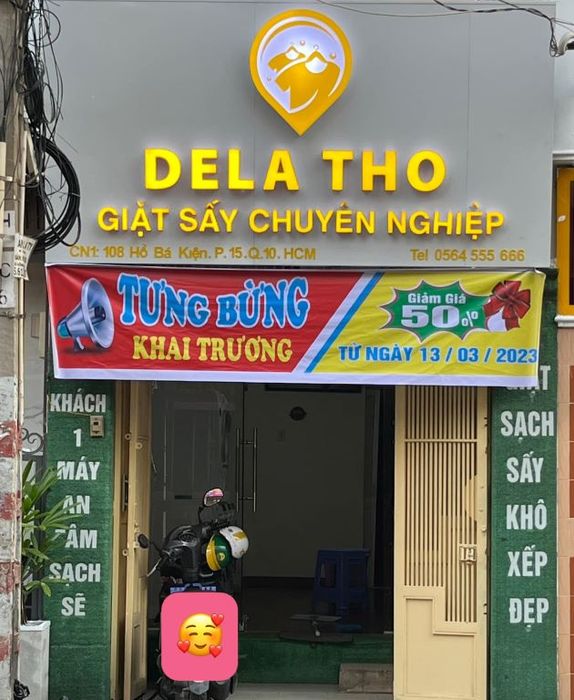 DELA THO
GIẶT SẤY CHUYÊN NGHIỆP
CN1: 108 Hồ Bá Kiện. P. 15.Q.10. HCM
Tel 0564 555 666
TƯNG BỪNG
KHAI TRƯƠNG
Giảm Giá
50%
TỪ NGÀY 13 / 03 / 2023
KHÁCH
1
MÁY
AN
TÂM
SẠCH
SẼ
SẠCH
SẤY
KHÔ
XẾP
ĐẸP